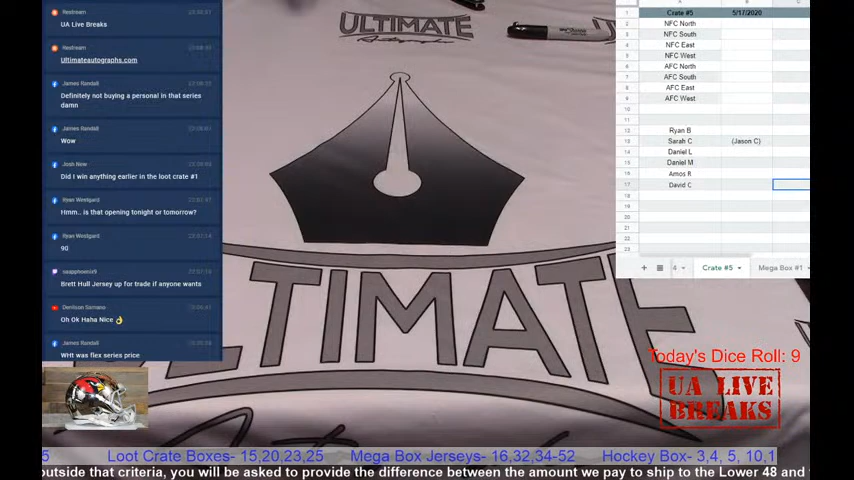 Restream
UA Live Breaks
Restream
Ultimateautographs.com
James Randall
Definitely not buying a personal in that series
damn
James Randall
Wow
Josh New
Did I win anything earlier in the loot crate #1
Ryan Westgard
Hmm.. is that opening tonight or tomorrow?
Ryan Westgard
90
Brett Hull Jersey up for trade if anyone wants
Denilson Serrano
Oh Ok Haha Nice 👌
James Randall
WHt was flex series price
ULTIMATE
ULTIMATE
Crate #5 5/17/2020
NFC North
NFC South
NFC East
NFC West
AFC North
AFC South
AFC East
AFC West
Ryan B
Sarah C (Jason C)
Daniel L
Daniel M
Amos R
David C
Crate #5 Mega Box #1
Today's Dice Roll: 9
UA LIVE
BREAKS
5 Loot Crate Boxes- 15,20,23,25 Mega Box Jerseys- 16,32,34-52 Hockey Box- 3,4, 5, 10,1
outside that criteria, you will be asked to provide the difference between the amount we pay to ship to the Lower 48 and